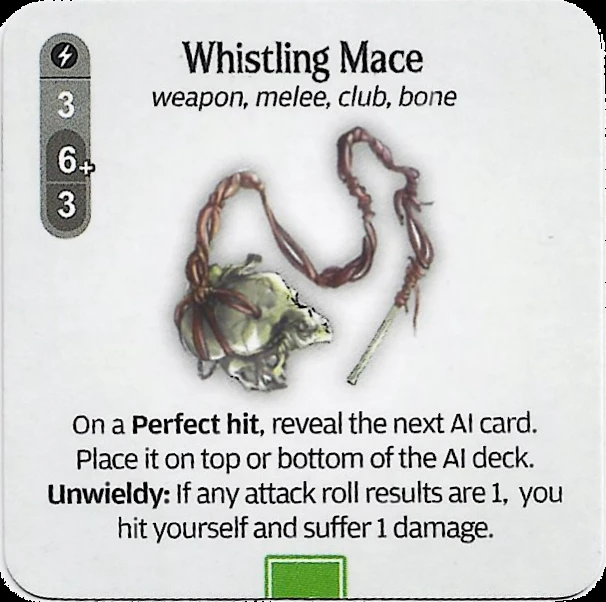 Whistling Mace
weapon, melee, club, bone
3
6+
3
On a Perfect hit, reveal the next AI card.
Place it on top or bottom of the AI deck.
Unwieldy: If any attack roll results are 1, you
hit yourself and suffer 1 damage.